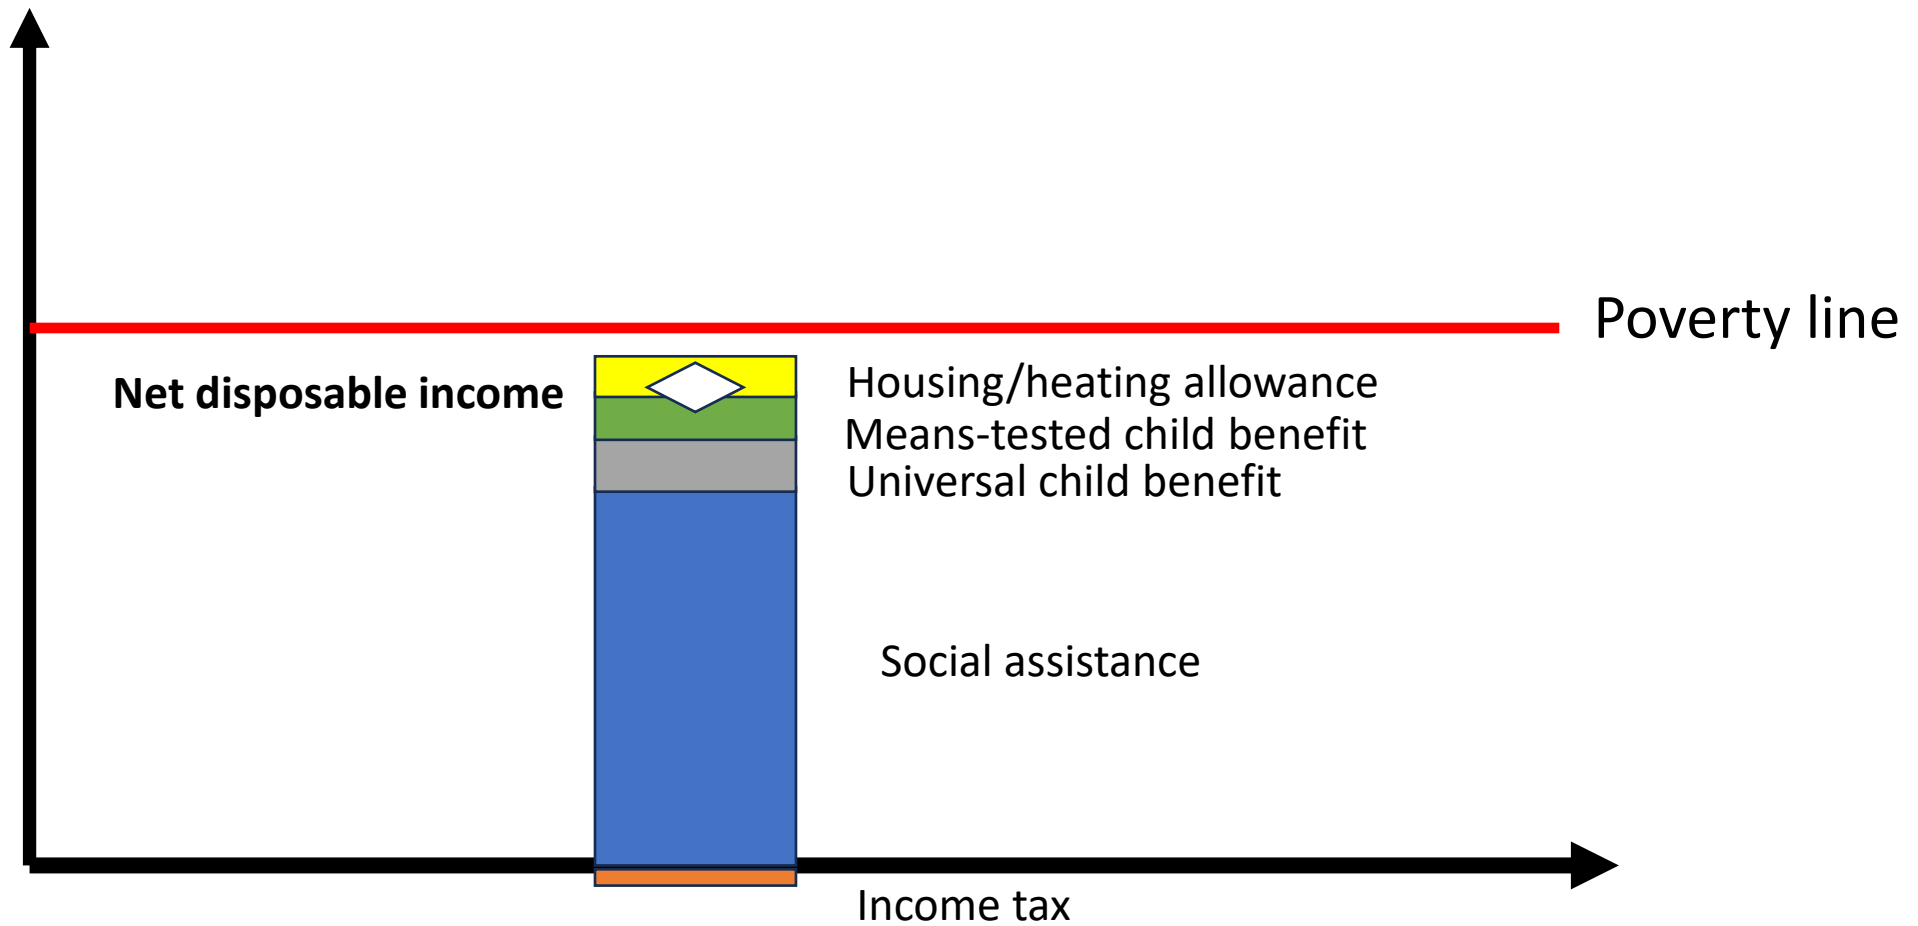 Poverty line
Net disposable income
Housing/heating allowance
Means-tested child benefit
Universal child benefit
Social assistance
Income tax